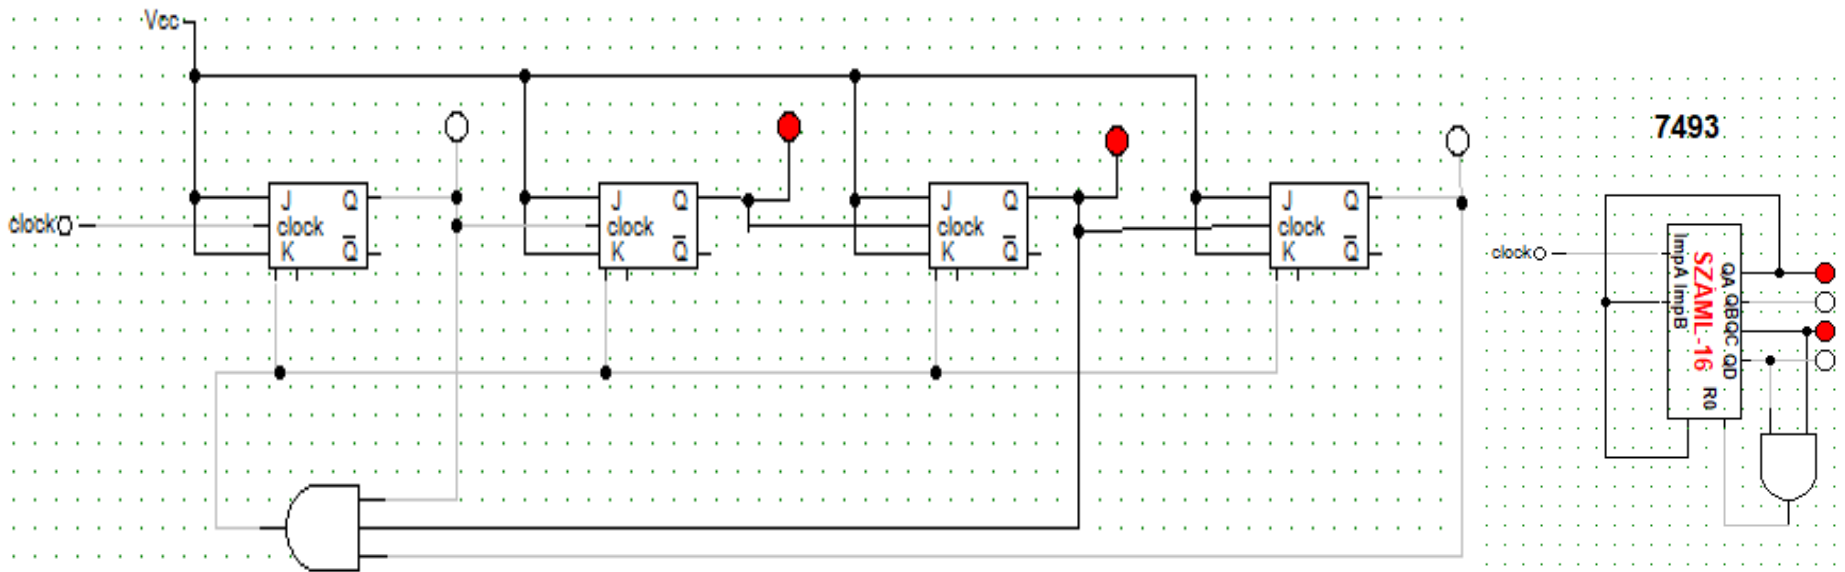 Vcc
clock
J Q
clock
K Q̅
J Q
clock
K Q̅
J Q
clock
K Q̅
J Q
clock
K Q̅
7493
clock
ImpA ImpB
SZÁML-16
QA QB QC QD
R0